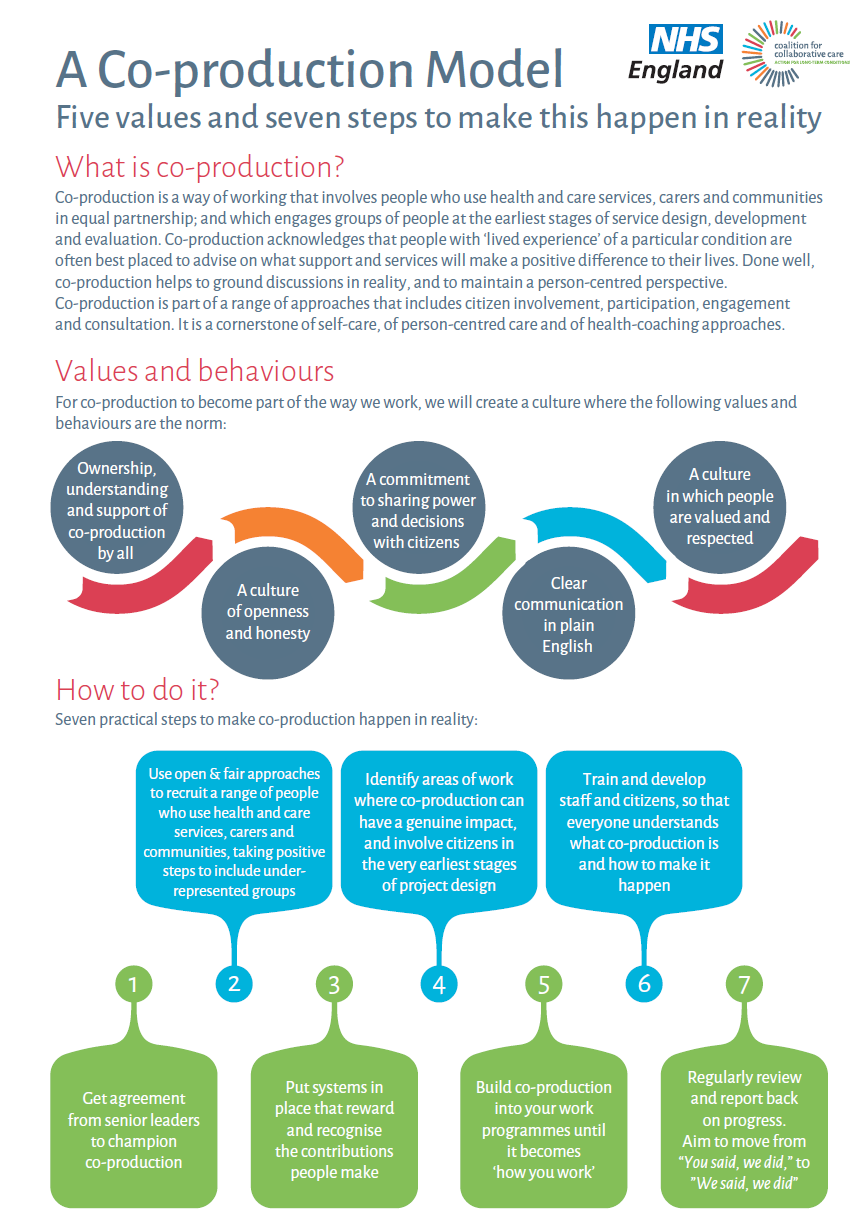 A Co-production Model
NHS
England
coalition for
collaborative care
ACTION FOR LONG-TERM CONDITIONS
Five values and seven steps to make this happen in reality
What is co-production?
Co-production is a way of working that involves people who use health and care services, carers and communities
in equal partnership; and which engages groups of people at the earliest stages of service design, development
and evaluation. Co-production acknowledges that people with ‘lived experience’ of a particular condition are
often best placed to advise on what support and services will make a positive difference to their lives. Done well,
co-production helps to ground discussions in reality, and to maintain a person-centred perspective.
Co-production is part of a range of approaches that includes citizen involvement, participation, engagement
and consultation. It is a cornerstone of self-care, of person-centred care and of health-coaching approaches.
Values and behaviours
For co-production to become part of the way we work, we will create a culture where the following values and
behaviours are the norm:
Ownership,
understanding
and support of
co-production
by all
A culture
of openness
and honesty
A commitment
to sharing power
and decisions
with citizens
Clear
communication
in plain
English
A culture
in which people
are valued and
respected
How to do it?
Seven practical steps to make co-production happen in reality:
1
Get agreement
from senior leaders
to champion
co-production
2
Use open & fair approaches
to recruit a range of people
who use health and care
services, carers and
communities, taking positive
steps to include under-
represented groups
3
Put systems in
place that reward
and recognise
the contributions
people make
4
Identify areas of work
where co-production can
have a genuine impact,
and involve citizens in
the very earliest stages
of project design
5
Build co-production
into your work
programmes until
it becomes
‘how you work’
6
Train and develop
staff and citizens, so that
everyone understands
what co-production is
and how to make it
happen
7
Regularly review
and report back
on progress.
Aim to move from
“You said, we did,” to
”We said, we did”